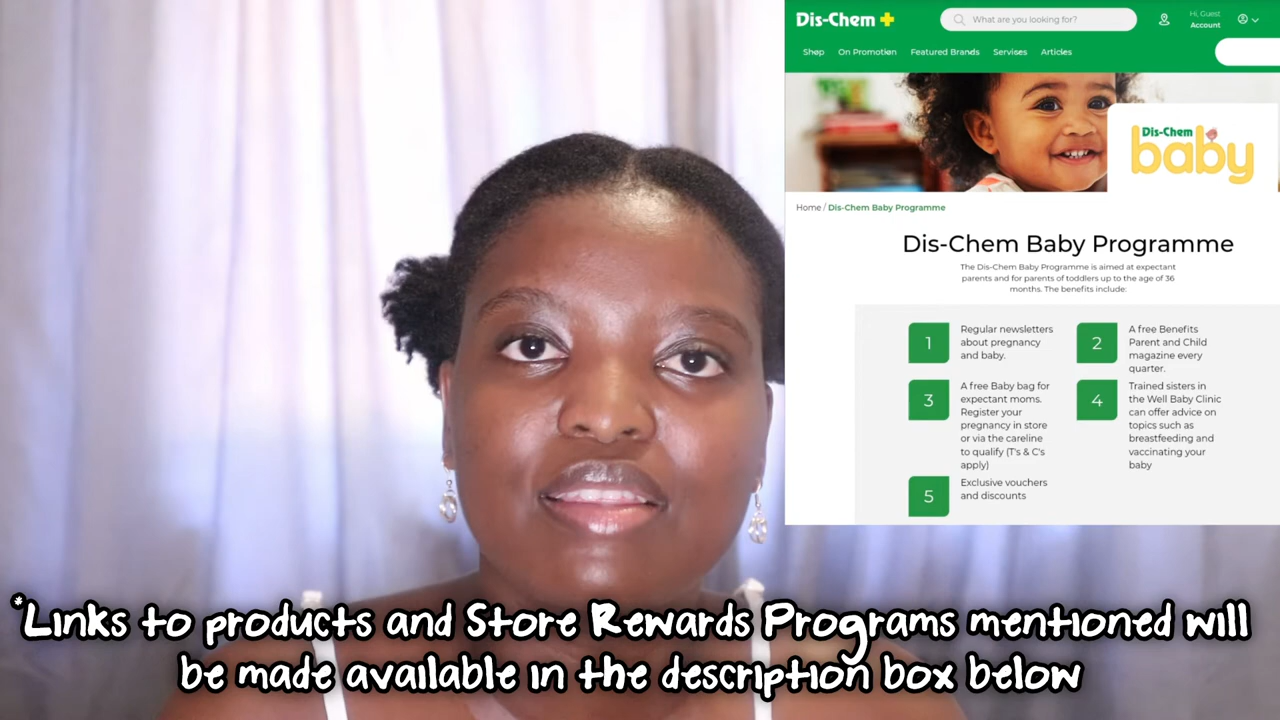 Dis-Chem
What are you looking for?
Hi, Guest
Account
Shop On Promotion Featured Brands Services Articles
Dis-Chem
baby
Home / Dis-Chem Baby Programme
Dis-Chem Baby Programme
The Dis-Chem Baby Programme is aimed at expectant
parents and for parents of toddlers up to the age of 36
months. The benefits include:
1
Regular newsletters
about pregnancy
and baby.
2
A free Benefits
Parent and Child
magazine every
quarter.
3
A free Baby bag for
expectant moms.
Register your
pregnancy in store
or via the careline
to qualify (T's & C's
apply)
4
Trained sisters in
the Well Baby Clinic
can offer advice on
topics such as
breastfeeding and
vaccinating your
baby
5
Exclusive vouchers
and discounts
*Links to products and Store Rewards Programs mentioned will
be made available in the description box below